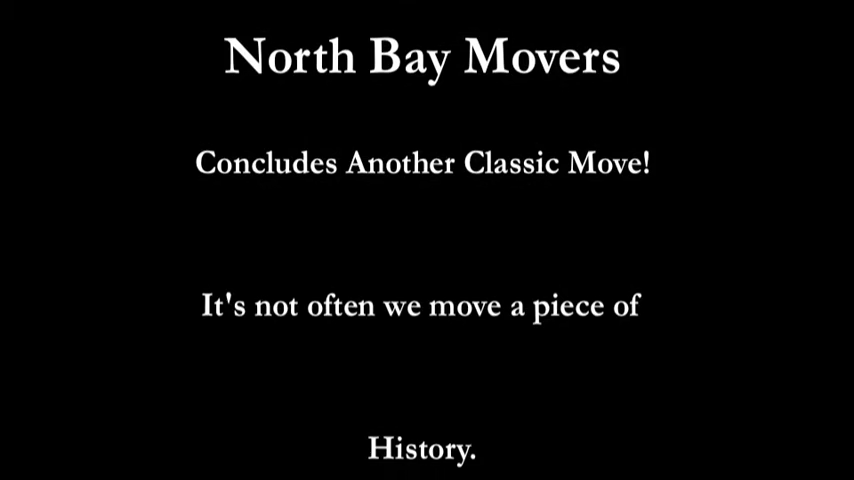 North Bay Movers
Concludes Another Classic Move!
It's not often we move a piece of
History.